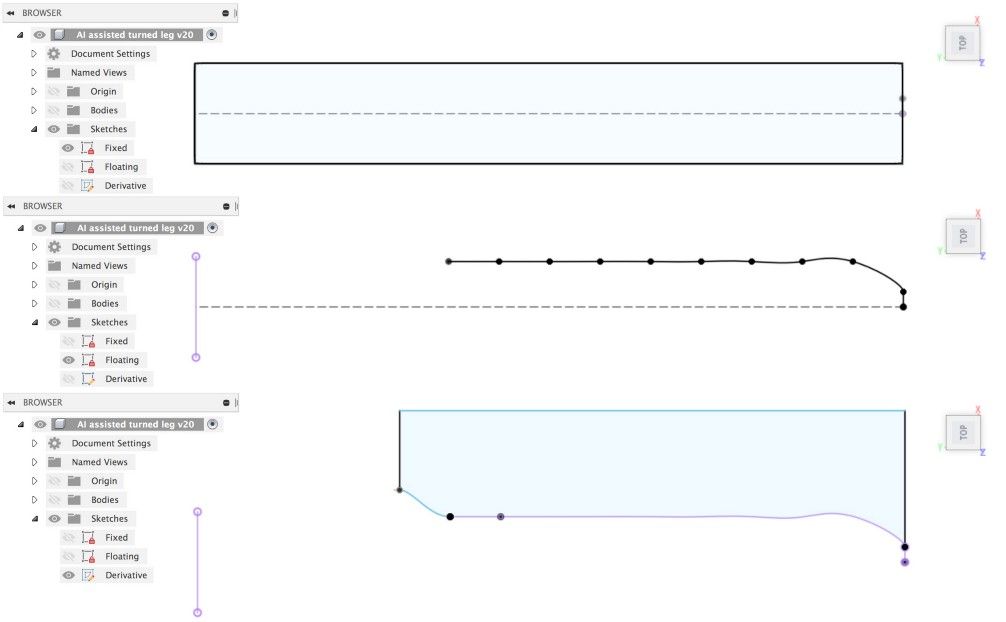 BROWSER
AI assisted turned leg v20
Document Settings
Named Views
Origin
Bodies
Sketches
Fixed
Floating
Derivative
X
TOP
Y
Z
BROWSER
AI assisted turned leg v20
Document Settings
Named Views
Origin
Bodies
Sketches
Fixed
Floating
Derivative
X
TOP
Y
Z
BROWSER
AI assisted turned leg v20
Document Settings
Named Views
Origin
Bodies
Sketches
Fixed
Floating
Derivative
X
TOP
Y
Z